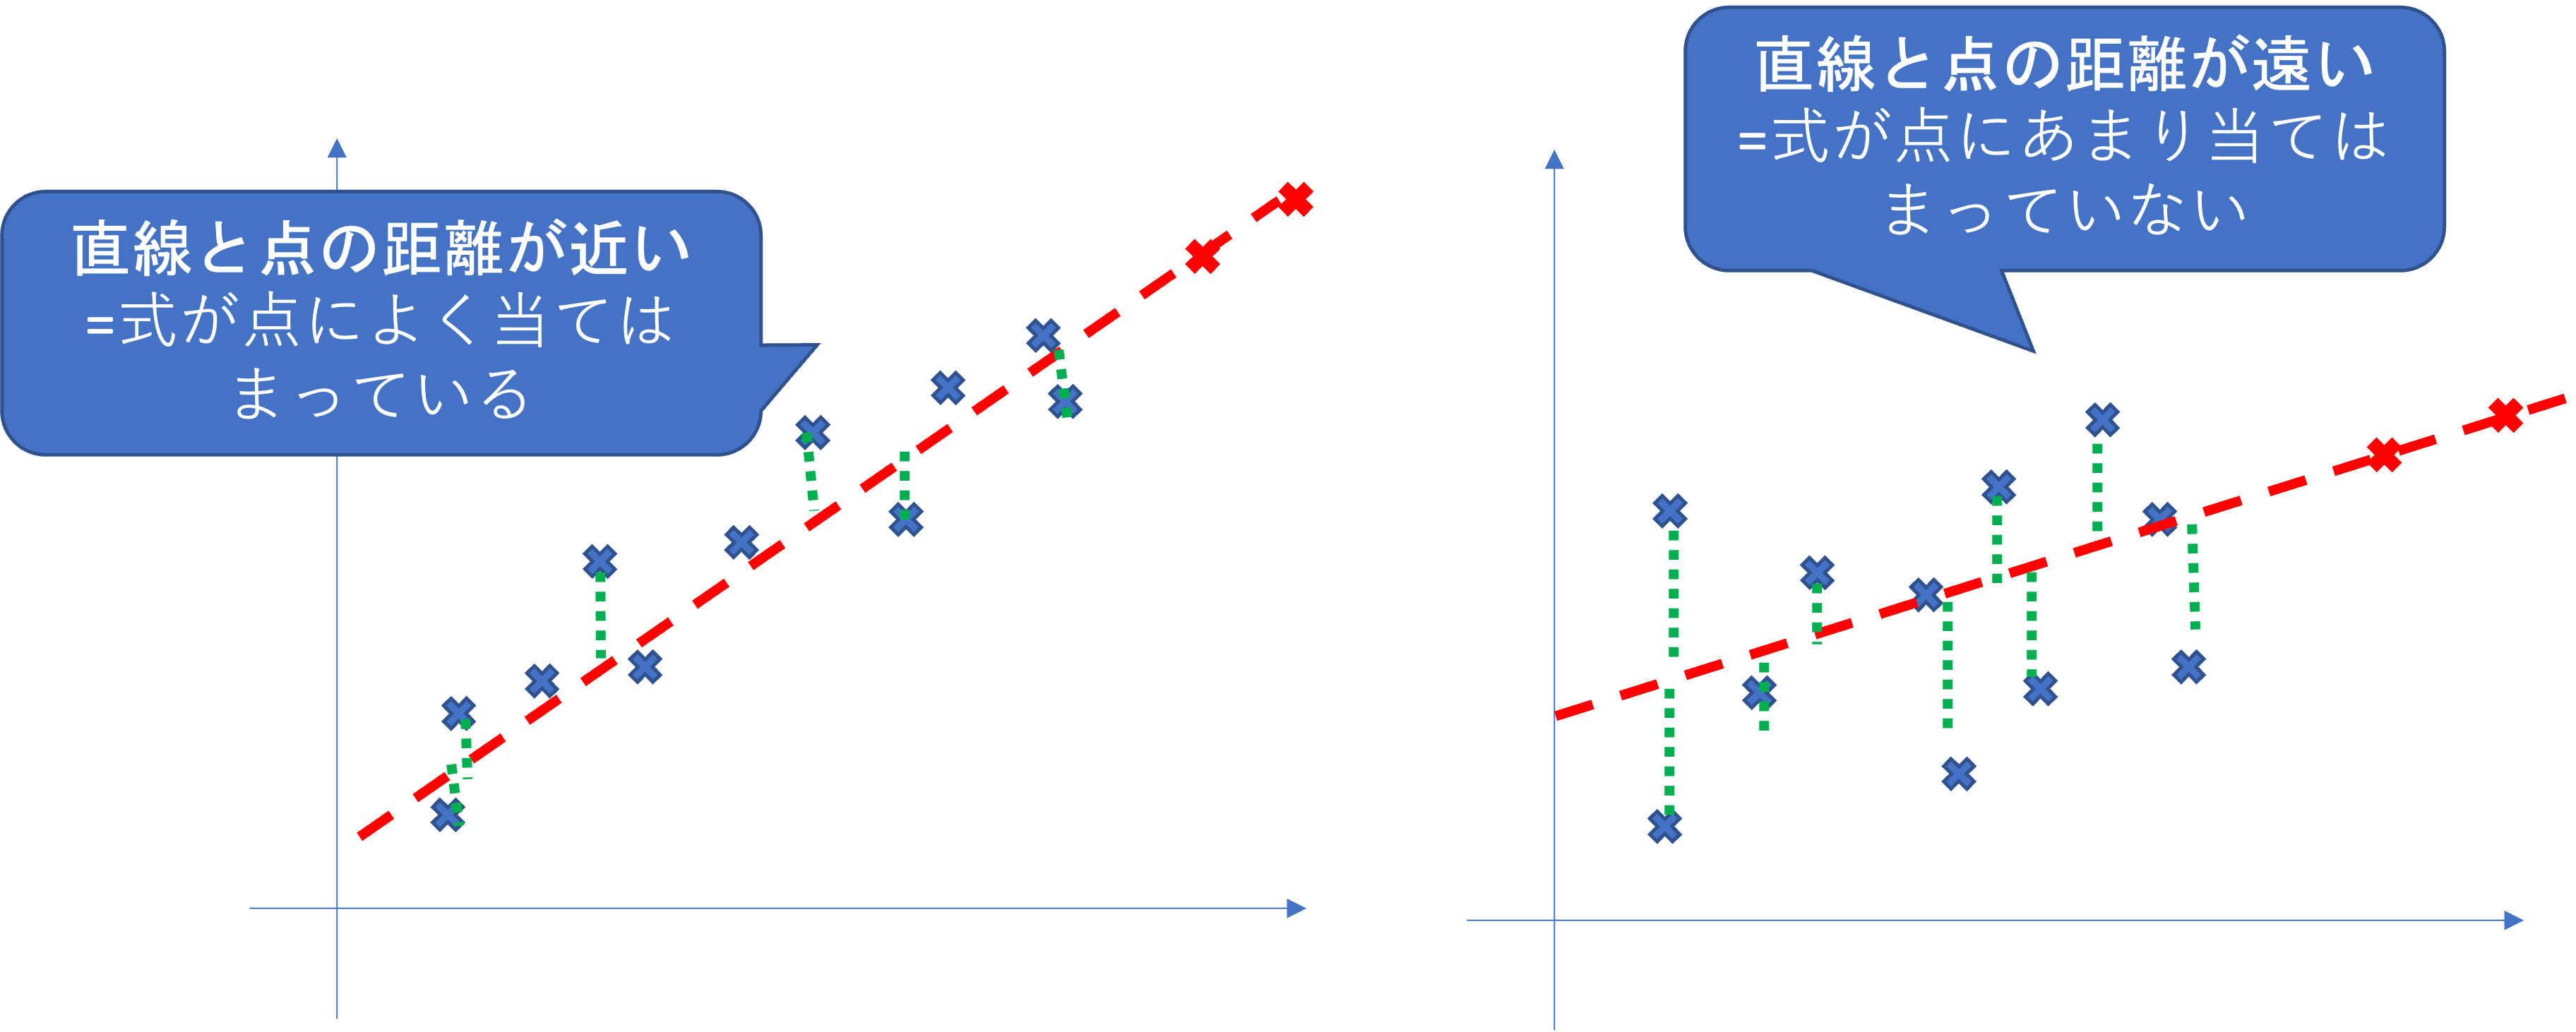 直線と点の距離が近い
=式が点によく当ては
まっている
直線と点の距離が遠い
=式が点にあまり当ては
まっていない